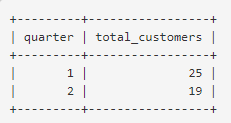 +---------+-----------------+
| quarter | total_customers |
+---------+-----------------+
|       1 |              25 |
|       2 |              19 |
+---------+-----------------+